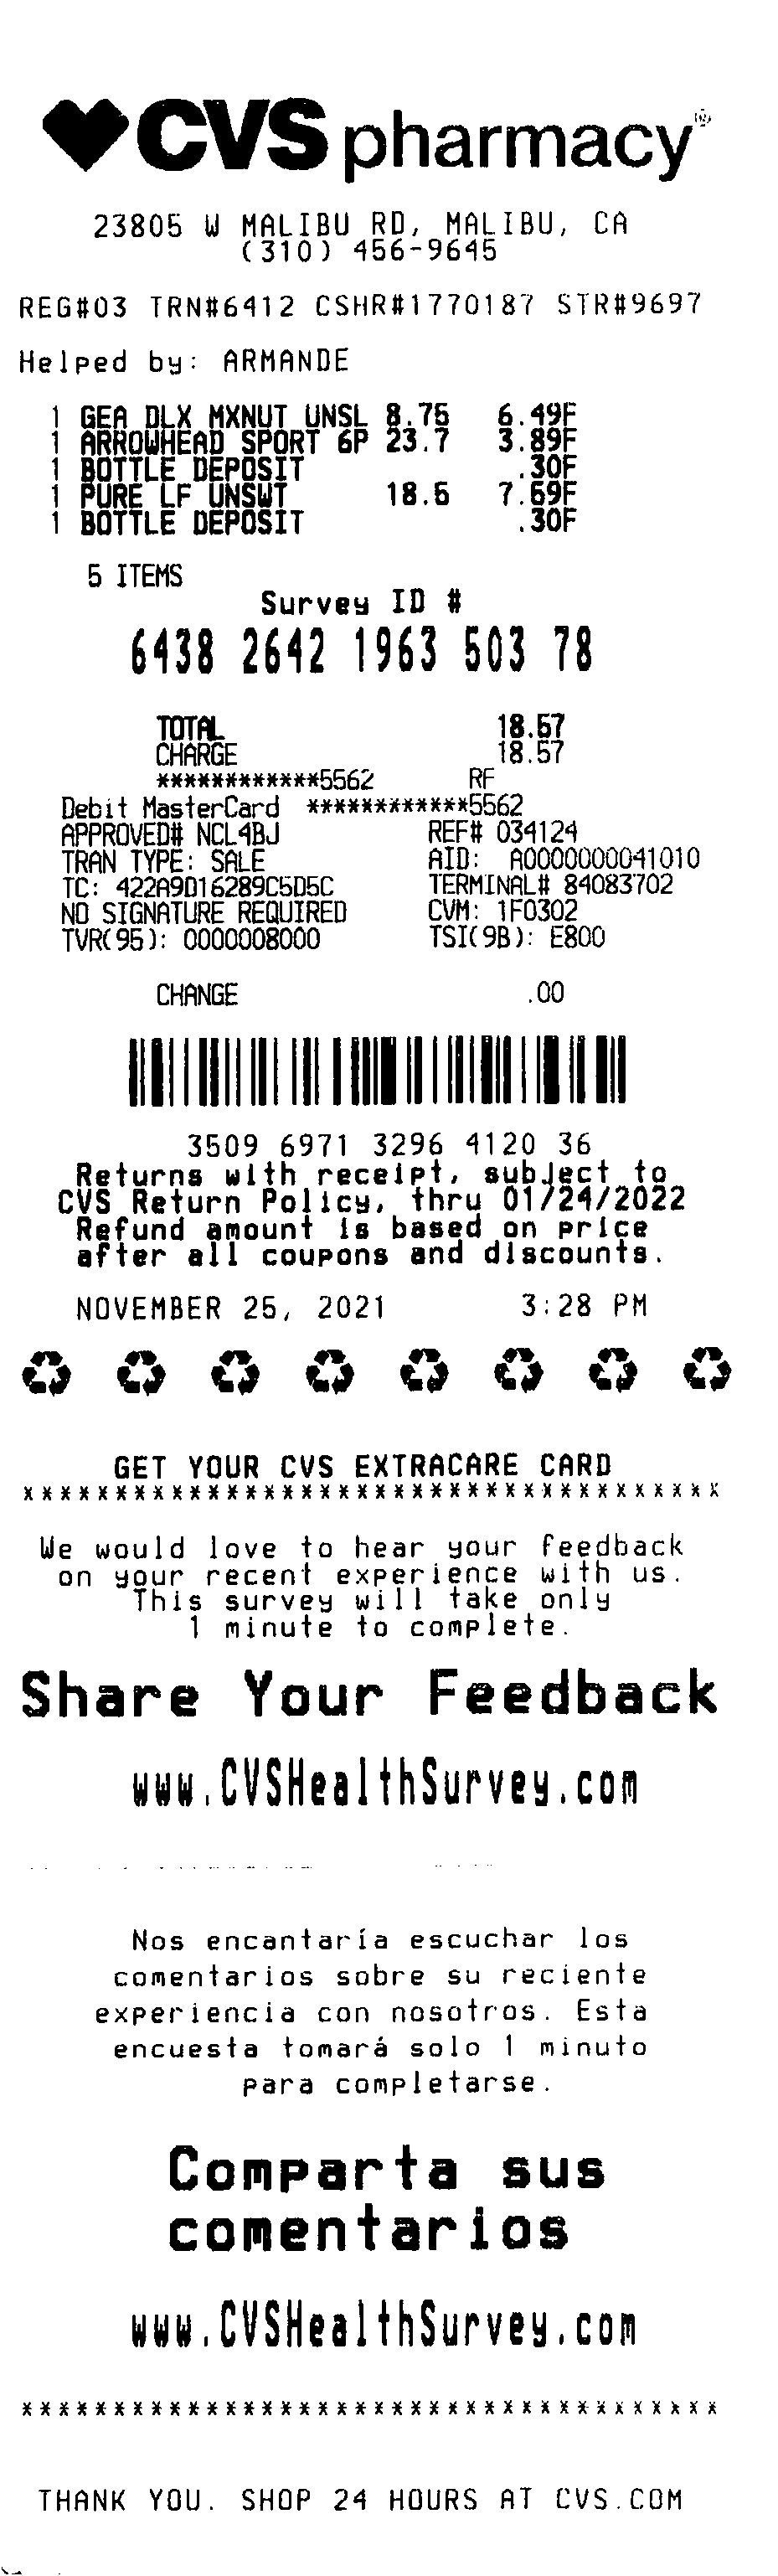 CVS pharmacy®
23805 W MALIBU RD, MALIBU, CA
(310) 456-9645
REG#03 TRN#6412 CSHR#1770187 STR#9697
Helped by: ARMANDE
1 GEA DLX MXNUT UNSL 8.75 6.49F
1 ARROWHEAD SPORT 6P 23.7 3.89F
1 BOTTLE DEPOSIT .30F
1 PURE LF UNSWT 18.5 7.59F
1 BOTTLE DEPOSIT .30F
5 ITEMS
Survey ID #
6438 2642 1963 503 78
TOTAL 18.57
CHARGE 18.57
************5562 RF
Debit MasterCard ************5562
APPROVED# NCL4BJ REF# 034124
TRAN TYPE: SALE AID: A0000000041010
TC: 422A9D16289C5D5C TERMINAL# 84083702
NO SIGNATURE REQUIRED CVM: 1F0302
TVR(95): 0000008000 TSI(9B): E800
CHANGE .00
3509 6971 3296 4120 36
Returns with receipt, subject to
CVS Return Policy, thru 01/24/2022
Refund amount is based on price
after all coupons and discounts.
NOVEMBER 25, 2021 3:28 PM
GET YOUR CVS EXTRACARE CARD
**************************************
We would love to hear your feedback
on your recent experience with us.
This survey will take only
1 minute to complete.
Share Your Feedback
www.CVSHealthSurvey.com
Nos encantaría escuchar los
comentarios sobre su reciente
experiencia con nosotros. Esta
encuesta tomará solo 1 minuto
para completarse.
Comparta sus
comentarios
www.CVSHealthSurvey.com
**************************************
THANK YOU. SHOP 24 HOURS AT CVS.COM